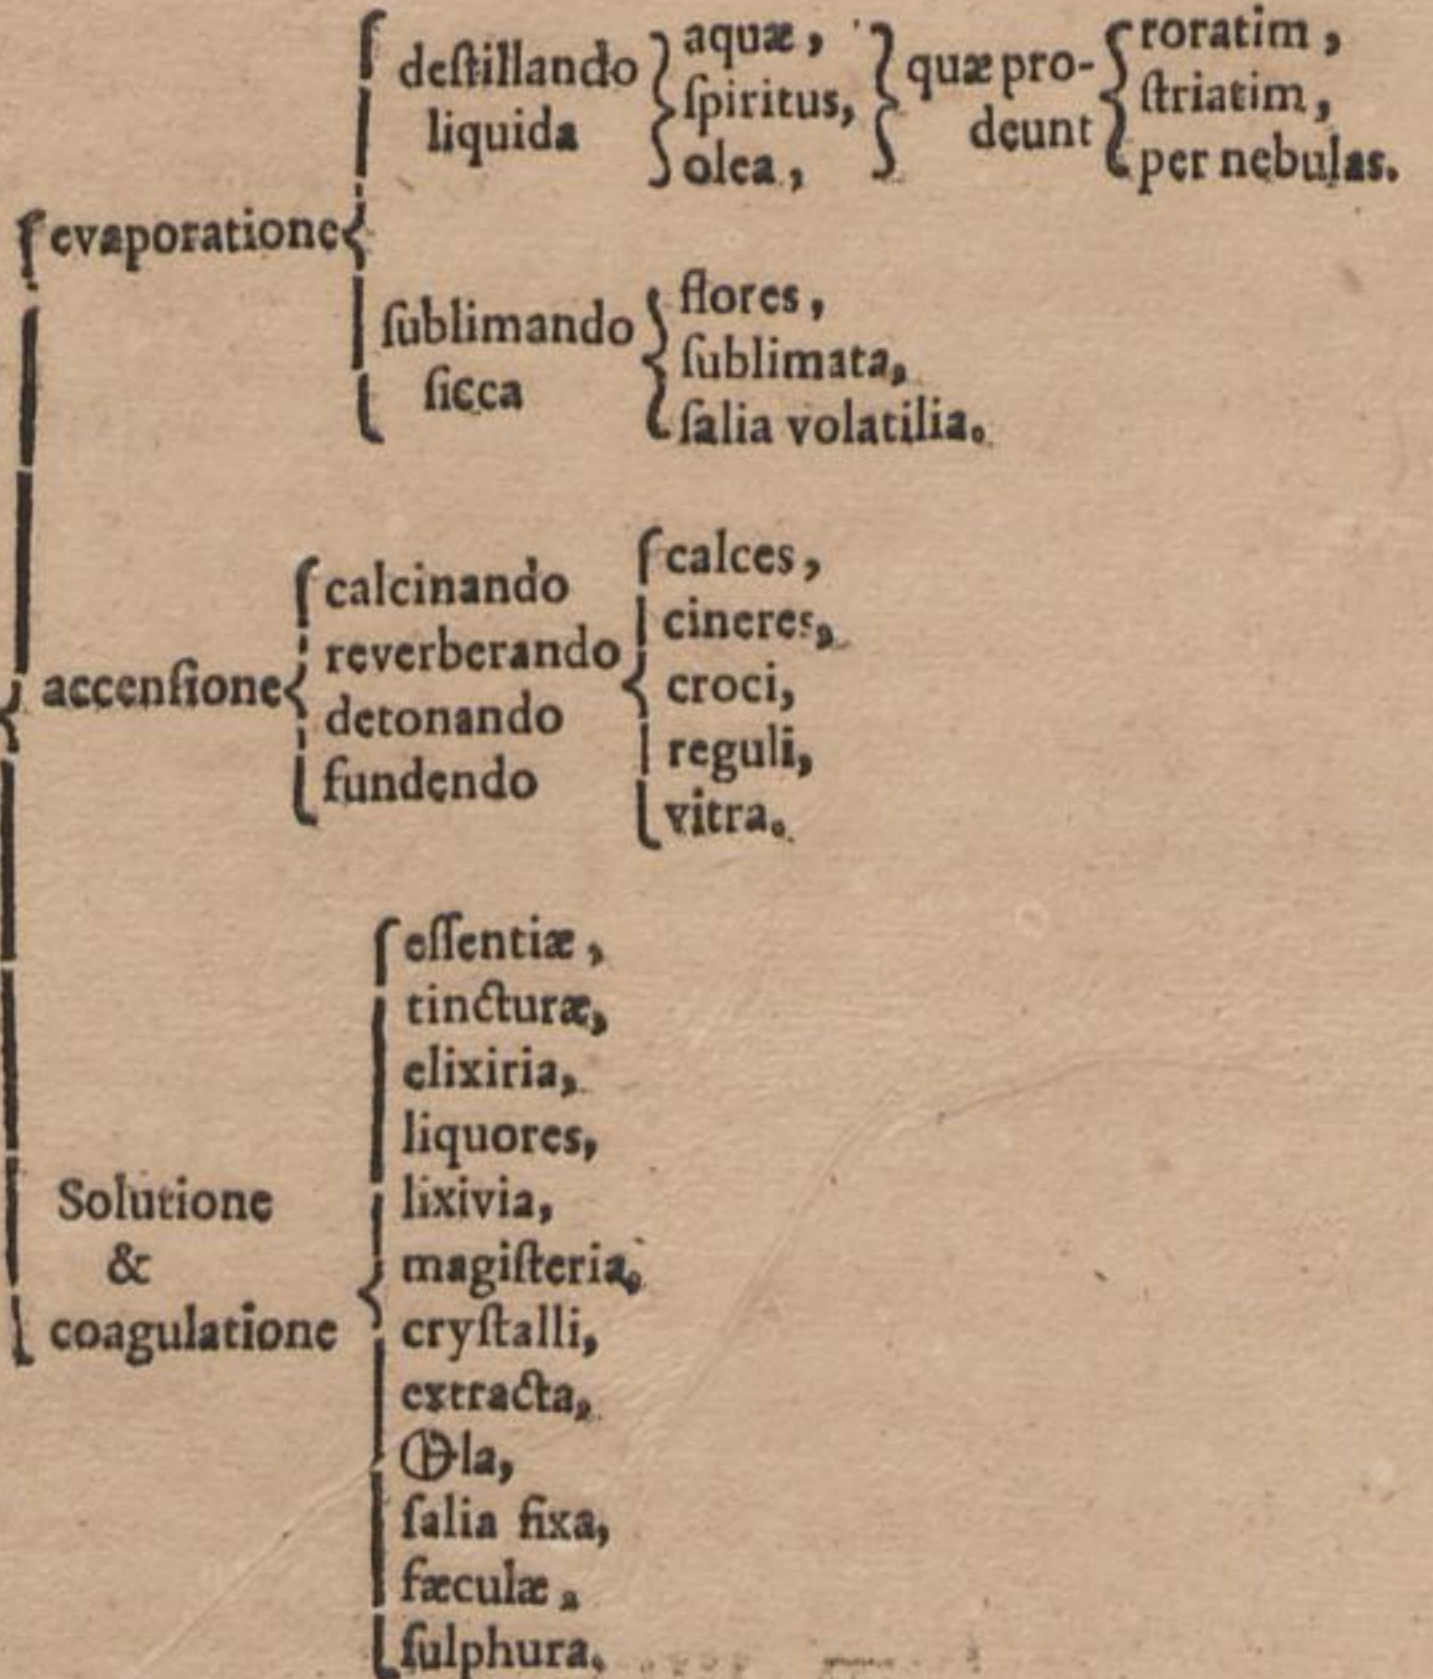 evaporatione
deſtillando
liquida
aquæ,
ſpiritus,
olea,
quæ pro-
deunt
roratim,
ſtriatim,
per nebulas.
ſublimando
ſicca
flores,
ſublimata,
ſalia volatilia.
accenſione
calcinando
reverberando
detonando
fundendo
calces,
cineres,
croci,
reguli,
vitra.
Solutione
&
coagulatione
eſſentiæ,
tincturæ,
elixiria,
liquores,
lixivia,
magiſteria,
cryſtalli,
extracta,
🜖la,
ſalia fixa,
fæculæ,
ſulphura.